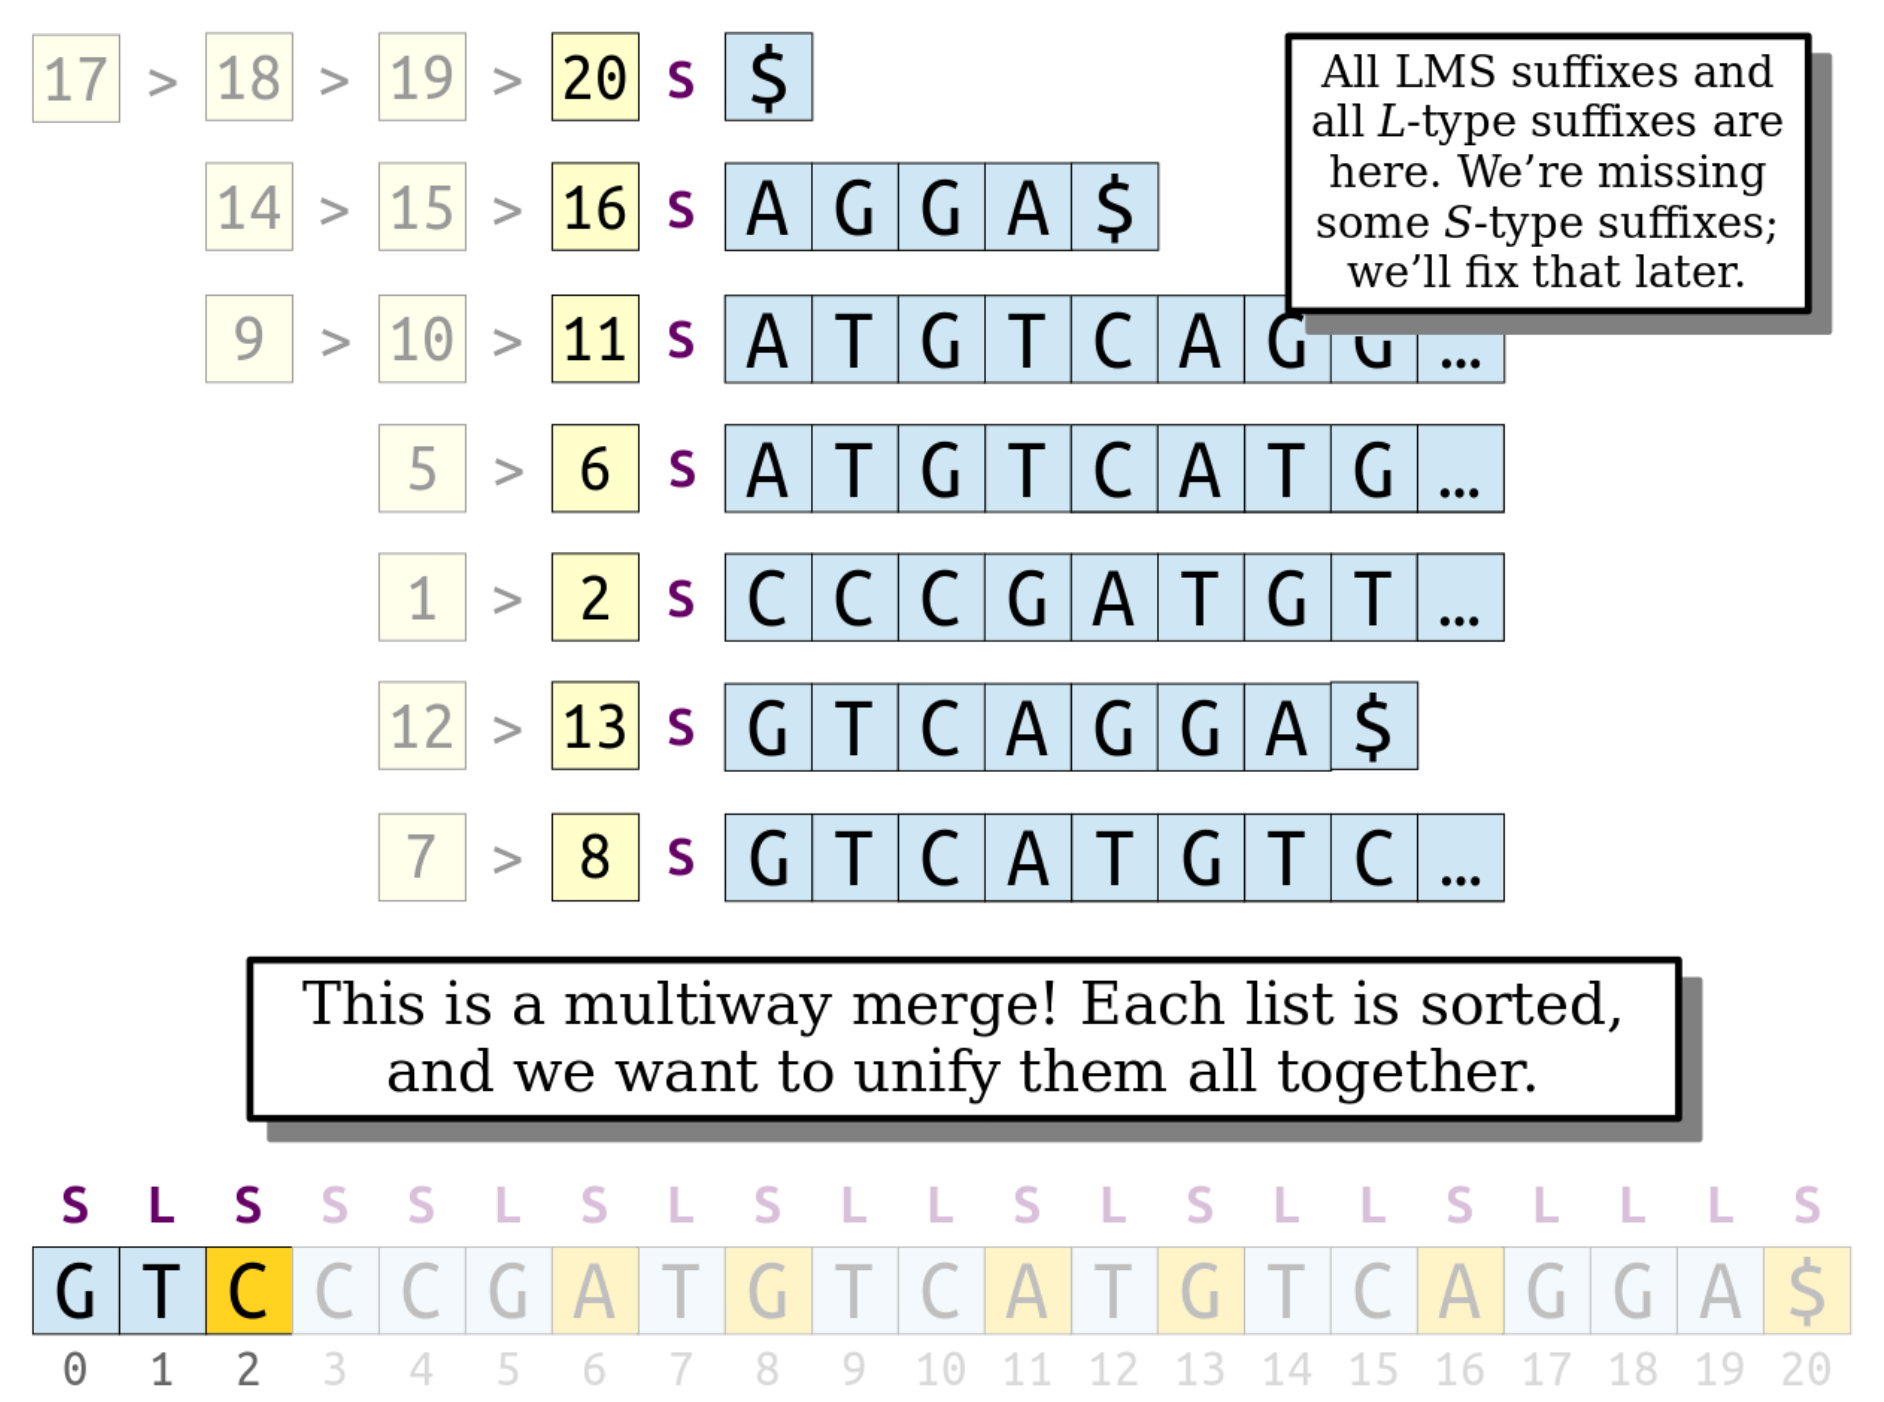 17 > 18 > 19 > 20 S $
All LMS suffixes and
all L-type suffixes are
here. We're missing
some S-type suffixes;
we'll fix that later.
14 > 15 > 16 S A G G A $
9 > 10 > 11 S A T G T C A G G …
5 > 6 S A T G T C A T G …
1 > 2 S C C C G A T G T …
12 > 13 S G T C A G G A $
7 > 8 S G T C A T G T C …
This is a multiway merge! Each list is sorted,
and we want to unify them all together.
S L S S S L S L S L L S L S L L S L L L S
G T C C C G A T G T C A T G T C A G G A $
0 1 2 3 4 5 6 7 8 9 10 11 12 13 14 15 16 17 18 19 20